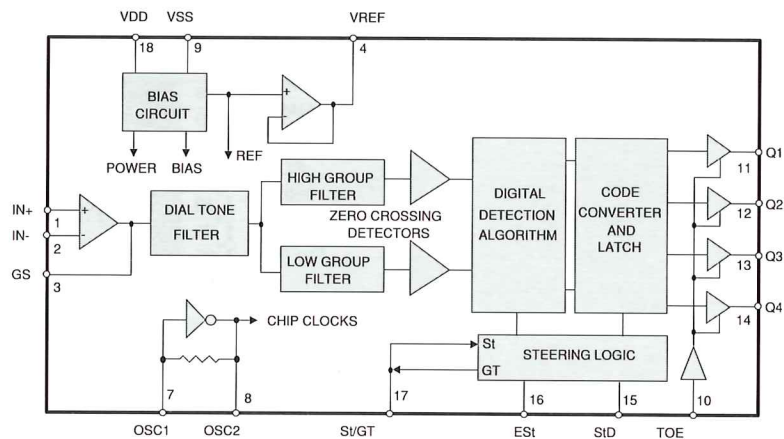 VDD VSS VREF
18 9 4
BIAS
CIRCUIT
+
-
POWER BIAS REF
IN+
1
IN-
2
GS
3
+
-
DIAL TONE
FILTER
HIGH GROUP
FILTER
ZERO CROSSING
DETECTORS
LOW GROUP
FILTER
DIGITAL
DETECTION
ALGORITHM
CODE
CONVERTER
AND
LATCH
Q1
11
Q2
12
Q3
13
Q4
14
CHIP CLOCKS
St
GT
STEERING LOGIC
7 8 17 16 15 10
OSC1 OSC2 St/GT ESt StD TOE